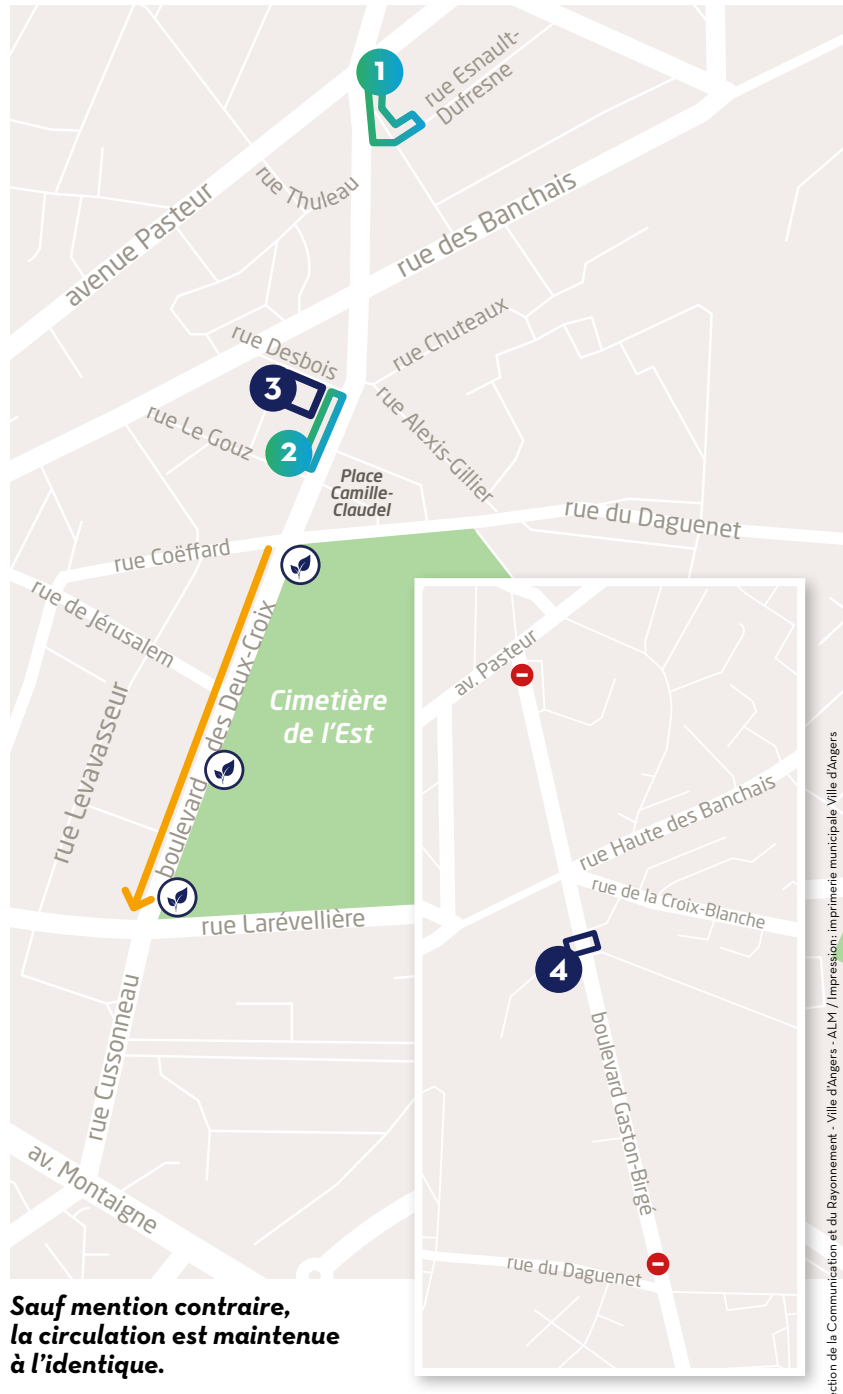 1
rue Esnault-
Dufresne
rue Thuleau
avenue Pasteur
rue des Banchais
rue Desbois
rue Chuteaux
3
rue Le Gouz
rue Alexis-Gillier
2
Place
Camille-
Claudel
rue du Daguenet
rue Coëffard
rue de Jérusalem
boulevard des Deux-Croix
Cimetière
de l'Est
rue Levavasseur
rue Larévellière
rue Cussonneau
av. Montaigne
av. Pasteur
rue Haute des Banchais
rue de la Croix-Blanche
4
boulevard Gaston-Birgé
rue du Daguenet
Sauf mention contraire,
la circulation est maintenue
à l'identique.
ction de la Communication et du Rayonnement - Ville d'Angers - ALM / Impression : imprimerie municipale Ville d'Angers